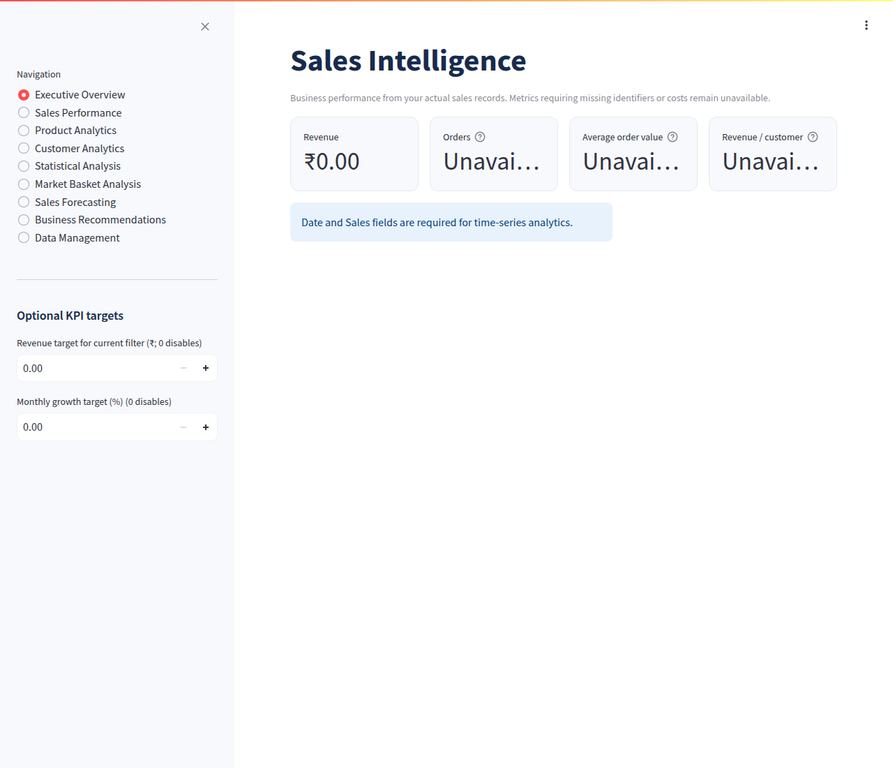 Navigation
Executive Overview
Sales Performance
Product Analytics
Customer Analytics
Statistical Analysis
Market Basket Analysis
Sales Forecasting
Business Recommendations
Data Management
Optional KPI targets
Revenue target for current filter (₹; 0 disables)
0.00
Monthly growth target (%) (0 disables)
0.00
Sales Intelligence
Business performance from your actual sales records. Metrics requiring missing identifiers or costs remain unavailable.
Revenue
₹0.00
Orders
Unavai...
Average order value
Unavai...
Revenue / customer
Unavai...
Date and Sales fields are required for time-series analytics.